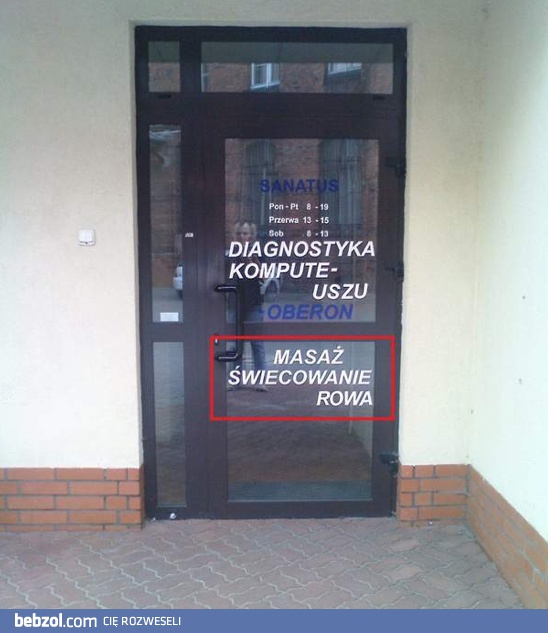 SANATUS
Pon - Pt 8 - 19
Przerwa 13 - 15
Sob 8 - 13
DIAGNOSTYKA
KOMPUTE-
USZU
-OBERON
MASAŻ
ŚWIECOWANIE
ROWA
bebzol.com CIĘ ROZWESELI